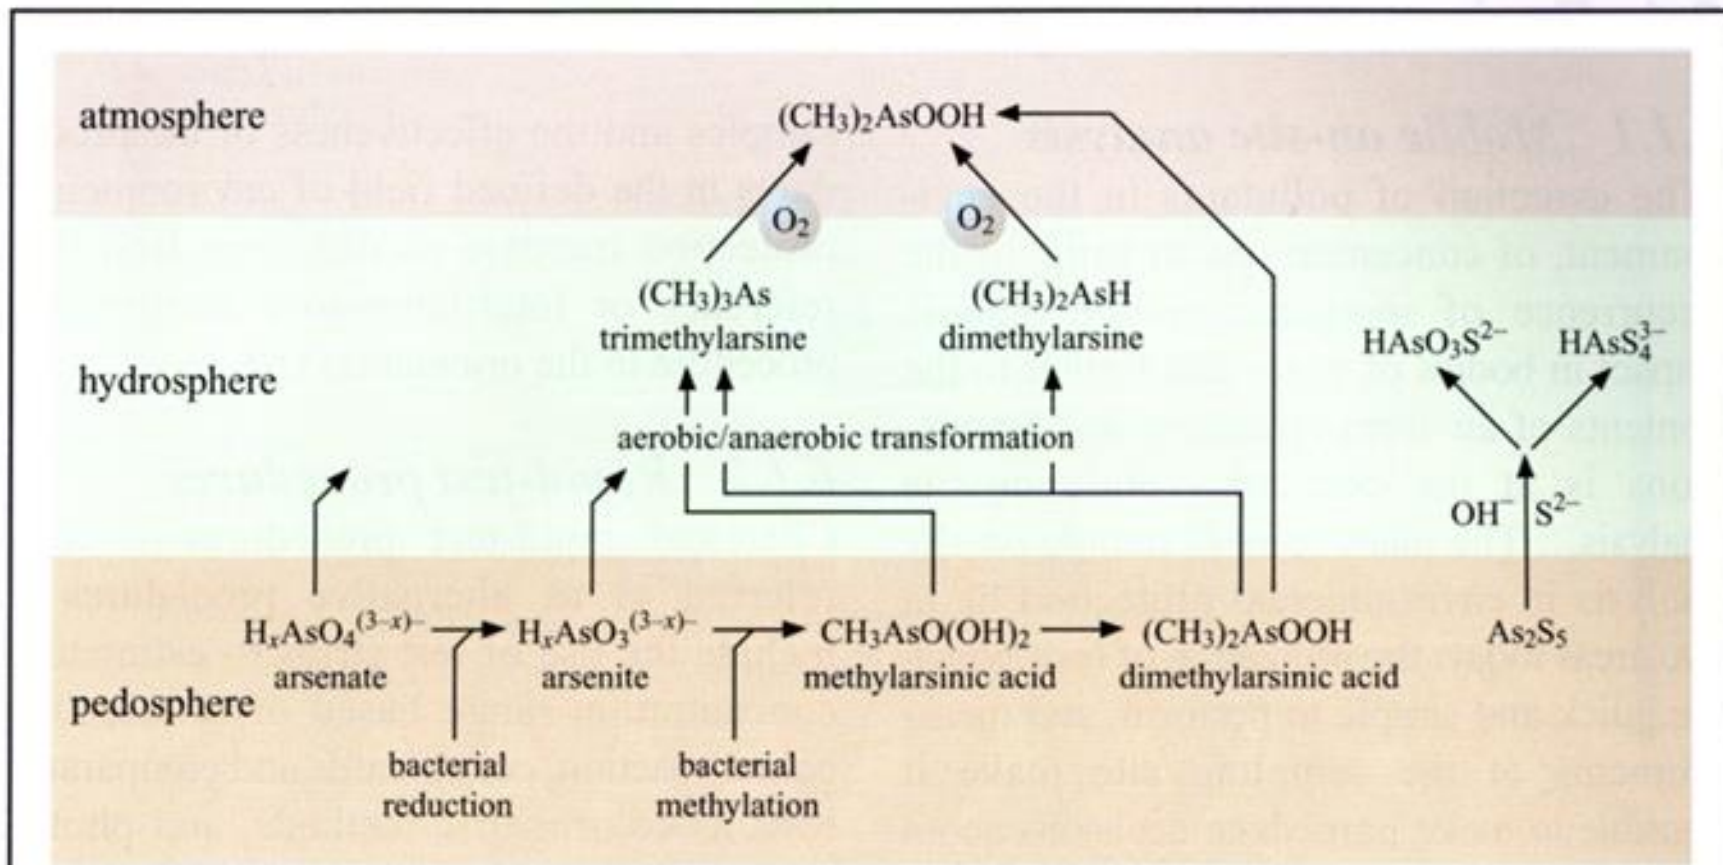 atmosphere
(CH₃)₂AsOOH
O₂
O₂
(CH₃)₃As
trimethylarsine
(CH₃)₂AsH
dimethylarsine
HAsO₃S²⁻
HAsS₄³⁻
hydrosphere
aerobic/anaerobic transformation
OH⁻
S²⁻
HₓAsO₄⁽³⁻ˣ⁾⁻
arsenate
HₓAsO₃⁽³⁻ˣ⁾⁻
arsenite
CH₃AsO(OH)₂
methylarsinic acid
(CH₃)₂AsOOH
dimethylarsinic acid
As₂S₅
pedosphere
bacterial
reduction
bacterial
methylation